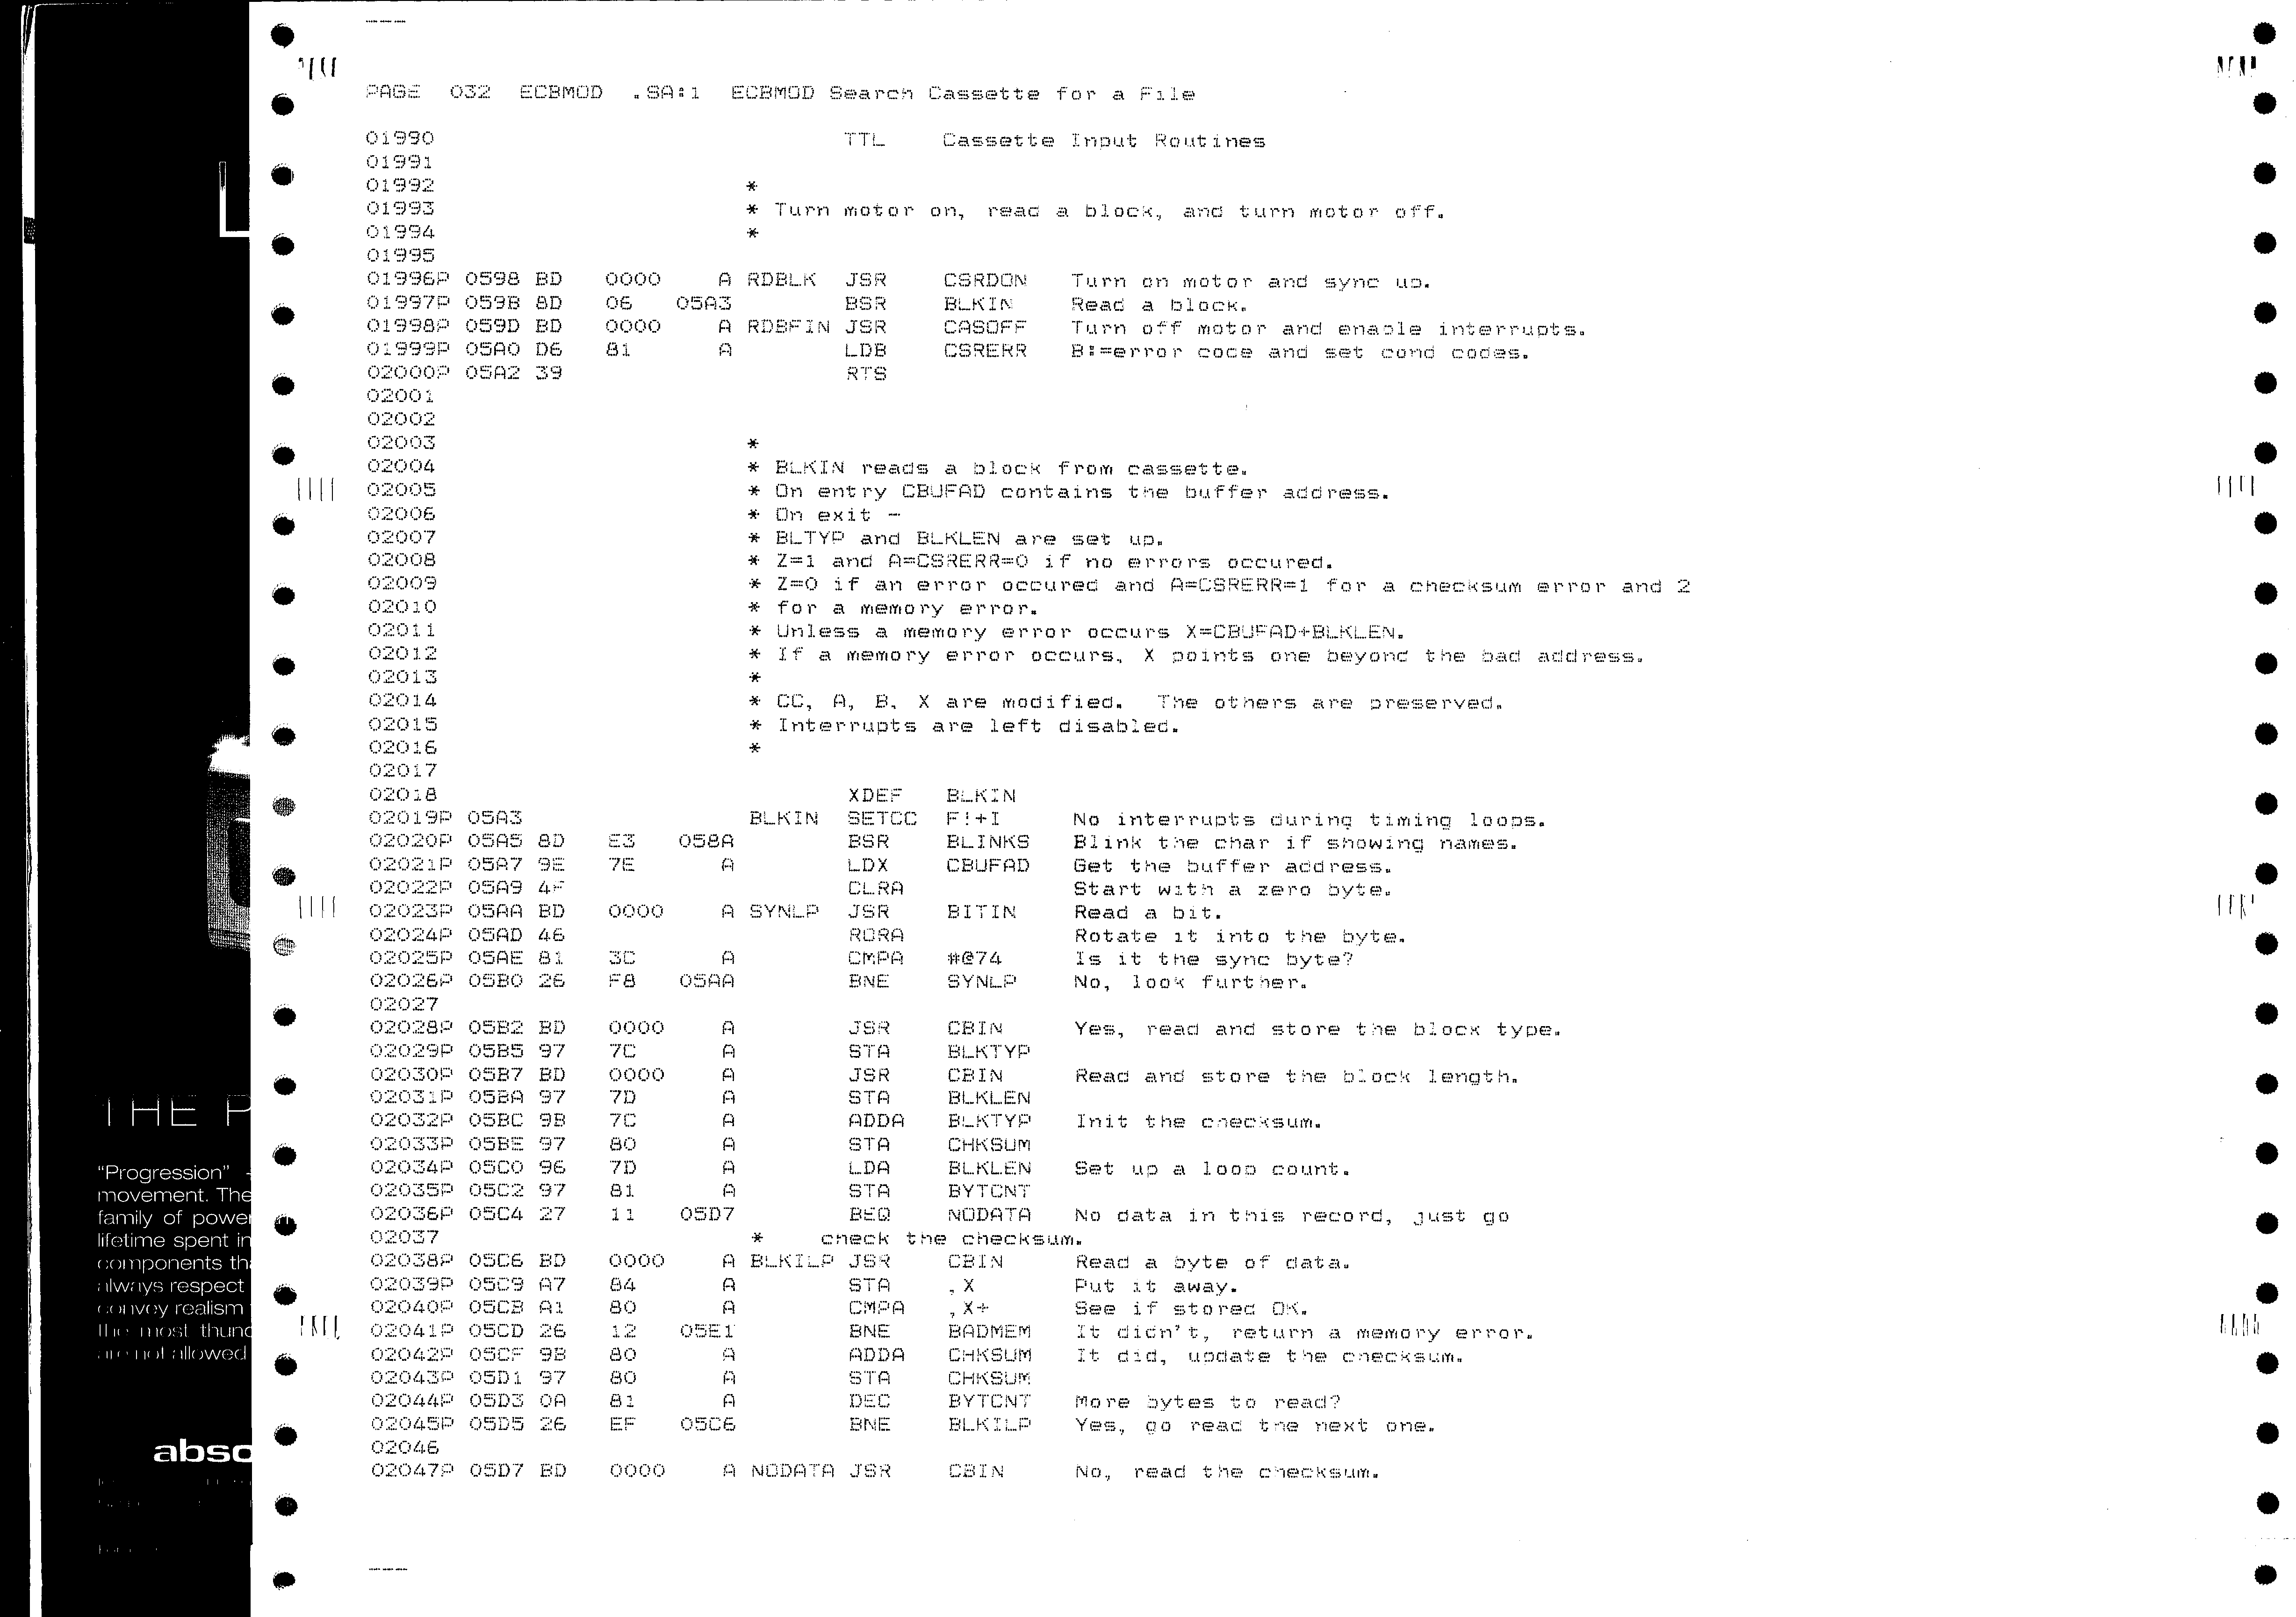 PAGE 032 ECBMOD .SA:1 ECBMOD Search Cassette for a File
01990 TTL Cassette Input Routines
01991
01992 *
01993 * Turn motor on, read a block, and turn motor off.
01994 *
01995
01996P 0598 BD 0000 A RDBLK JSR CSRDON Turn on motor and sync up.
01997P 059B 8D 06 05A3 BSR BLKIN Read a block.
01998P 059D BD 0000 A RDBFIN JSR CASOFF Turn off motor and enable interrupts.
01999P 05A0 D6 81 A LDB CSRERR B:=error code and set cond codes.
02000P 05A2 39 RTS
02001
02002
02003 *
02004 * BLKIN reads a block from cassette.
02005 * On entry CBUFAD contains the buffer address.
02006 * On exit -
02007 * BLTYP and BLKLEN are set up.
02008 * Z=1 and A=CSRERR=0 if no errors occured.
02009 * Z=0 if an error occured and A=CSRERR=1 for a checksum error and 2
02010 * for a memory error.
02011 * Unless a memory error occurs X=CBUFAD+BLKLEN.
02012 * If a memory error occurs, X points one beyond the bad address.
02013 *
02014 * CC, A, B, X are modified. The others are preserved.
02015 * Interrupts are left disabled.
02016 *
02017
02018 XDEF BLKIN
02019P 05A3 BLKIN SETCC F!+I No interrupts during timing loops.
02020P 05A5 8D E3 058A BSR BLINKS Blink the char if showing names.
02021P 05A7 9E 7E A LDX CBUFAD Get the buffer address.
02022P 05A9 4F CLRA Start with a zero byte.
02023P 05AA BD 0000 A SYNLP JSR BITIN Read a bit.
02024P 05AD 46 RORA Rotate it into the byte.
02025P 05AE 81 3C A CMPA #@74 Is it the sync byte?
02026P 05B0 26 F8 05AA BNE SYNLP No, look further.
02027
02028P 05B2 BD 0000 A JSR CBIN Yes, read and store the block type.
02029P 05B5 97 7C A STA BLKTYP
02030P 05B7 BD 0000 A JSR CBIN Read and store the block length.
02031P 05BA 97 7D A STA BLKLEN
02032P 05BC 9B 7C A ADDA BLKTYP Init the checksum.
02033P 05BE 97 80 A STA CHKSUM
02034P 05C0 96 7D A LDA BLKLEN Set up a loop count.
02035P 05C2 97 81 A STA BYTCNT
02036P 05C4 27 11 05D7 BEQ NODATA No data in this record, just go
02037 * check the checksum.
02038P 05C6 BD 0000 A BLKILP JSR CBIN Read a byte of data.
02039P 05C9 A7 84 A STA ,X Put it away.
02040P 05CB A1 80 A CMPA ,X+ See if stored OK.
02041P 05CD 26 12 05E1 BNE BADMEM It didn't, return a memory error.
02042P 05CF 9B 80 A ADDA CHKSUM It did, update the checksum.
02043P 05D1 97 80 A STA CHKSUM
02044P 05D3 0A 81 A DEC BYTCNT More bytes to read?
02045P 05D5 26 EF 05C6 BNE BLKILP Yes, go read the next one.
02046
02047P 05D7 BD 0000 A NODATA JSR CBIN No, read the checksum.
THE P
"Progression"
movement. The
family of power
lifetime spent in
components th
always respect
convey realism
the most thund
are not allowed
abso